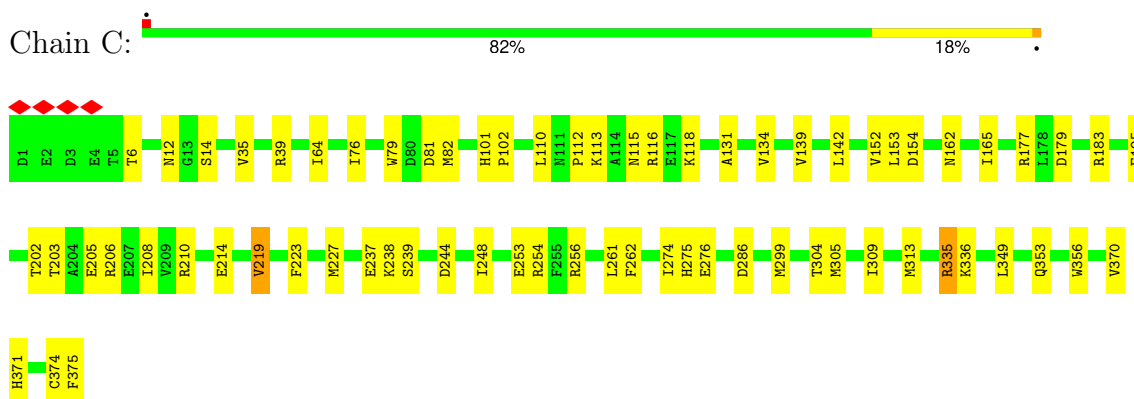 Chain C:
82%
18%
D1 E2 D3 E4 T5 T6 N12 G13 S14 V35 R39 I64 I76 W79 D80 D81 M82 H101 P102 L110 N111 P112 K113 A114 N115 R116 E117 K118 A131 V134 V139 L142 V152 L153 D154 N162 I165 R177 L178 D179 R183
T202 T203 A204 E205 R206 E207 I208 V209 R210 E214 V219 F223 M227 E237 K238 S239 D244 I248 E253 R254 F255 R256 L261 F262 I274 H275 E276 D286 M299 T304 M305 I309 M313 R335 K336 L349 Q353 W356 V370
H371 C374 F375